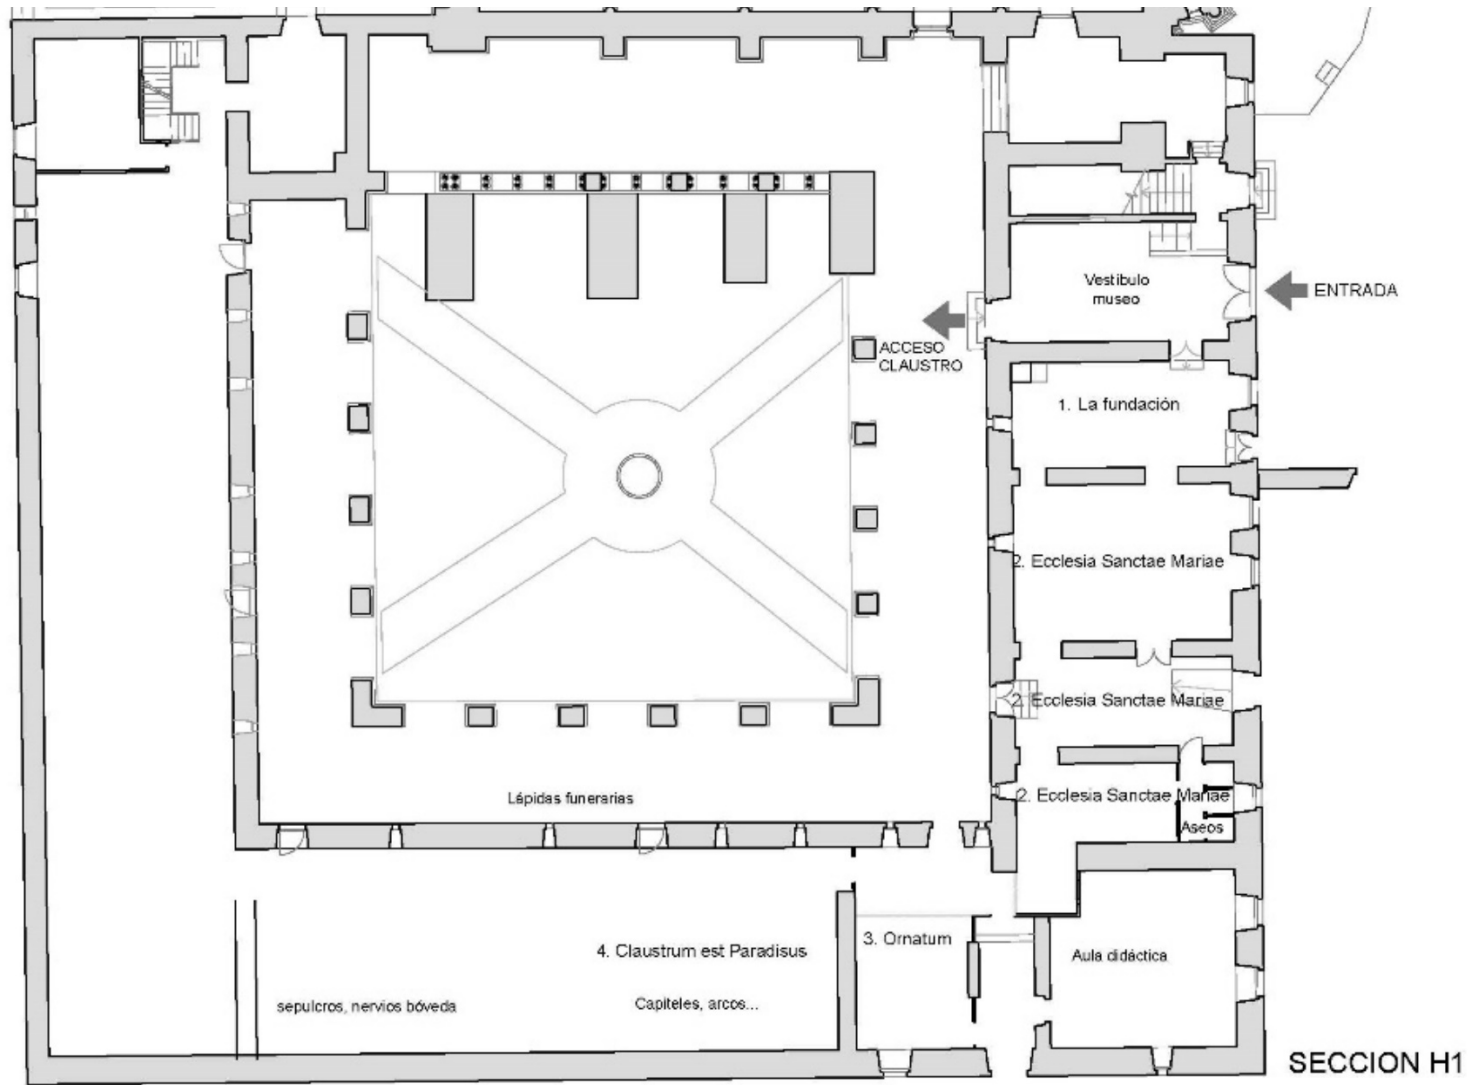 Vestíbulo
museo
ENTRADA
ACCESO
CLAUSTRO
1. La fundación
2. Ecclesia Sanctae Mariae
2. Ecclesia Sanctae Mariae
2. Ecclesia Sanctae Mariae
Lápidas funerarias
Aseos
3. Ornatum
4. Claustrum est Paradisus
Aula didáctica
sepulcros, nervios bóveda
Capiteles, arcos...
SECCION H1